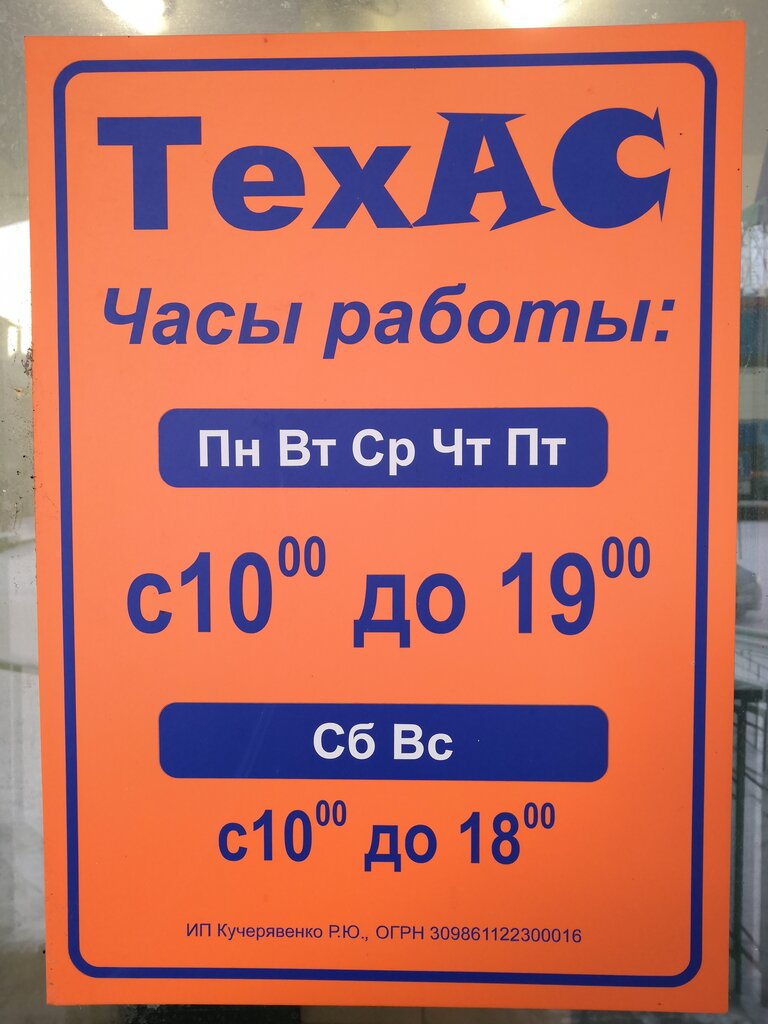 ТехАС
Часы работы:
Пн Вт Ср Чт Пт
с10⁰⁰ до 19⁰⁰
Сб Вс
с10⁰⁰ до 18⁰⁰
ИП Кучерявенко Р.Ю., ОГРН 309861122300016